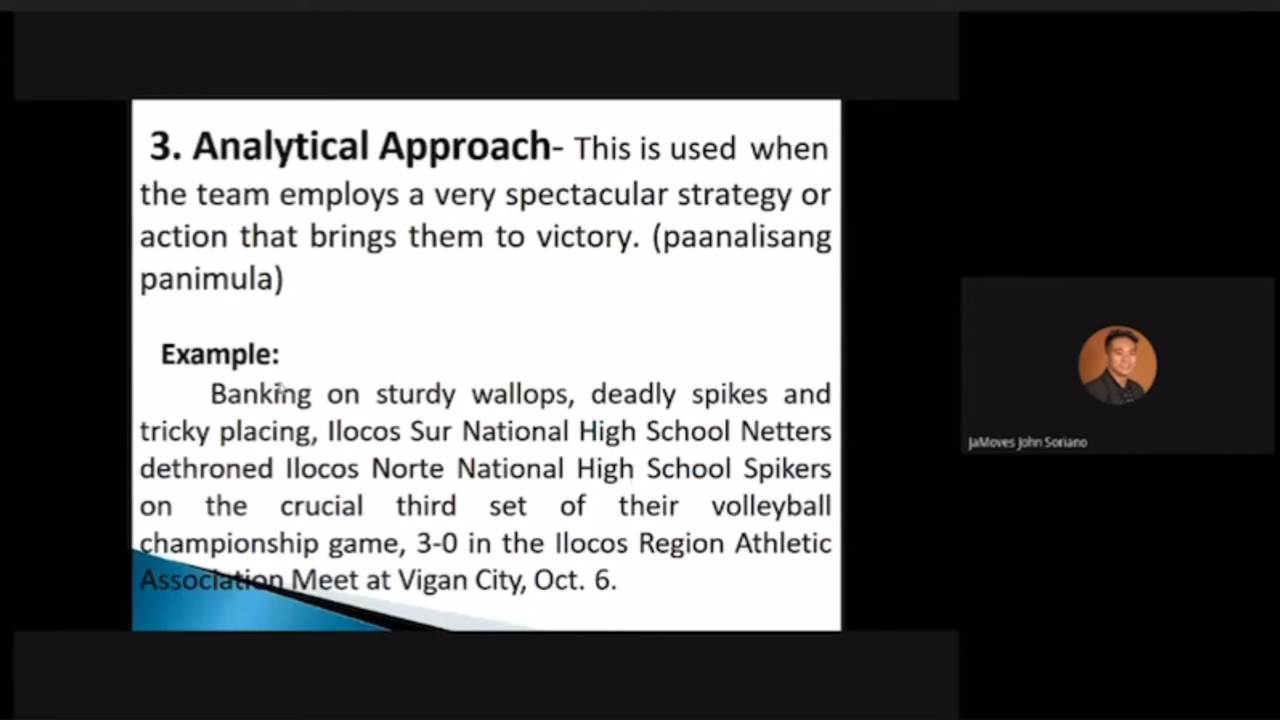 3. Analytical Approach- This is used when
the team employs a very spectacular strategy or
action that brings them to victory. (paanalisang
panimula)
Example:
Banking on sturdy wallops, deadly spikes and
tricky placing, Ilocos Sur National High School Netters
dethroned Ilocos Norte National High School Spikers
on the crucial third set of their volleyball
championship game, 3-0 in the Ilocos Region Athletic
Association Meet at Vigan City, Oct. 6.
JaMoves John Soriano